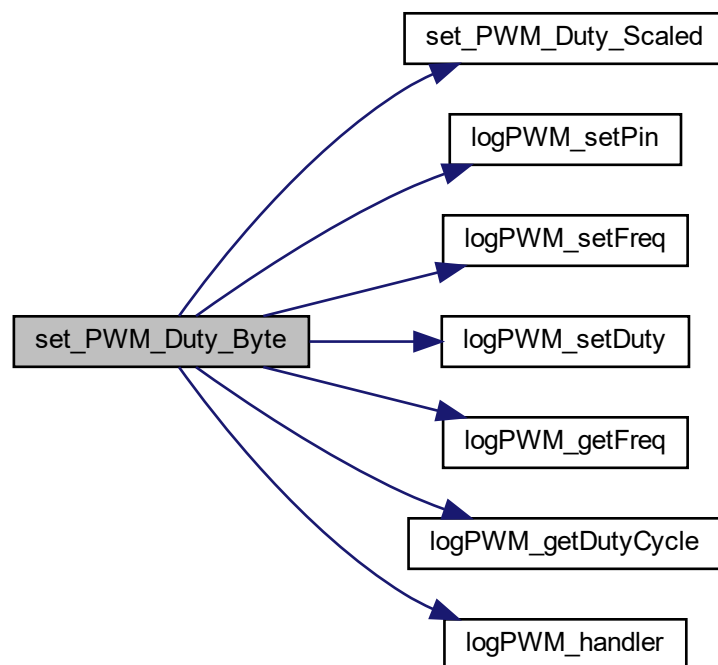 set_PWM_Duty_Scaled
logPWM_setPin
logPWM_setFreq
set_PWM_Duty_Byte
logPWM_setDuty
logPWM_getFreq
logPWM_getDutyCycle
logPWM_handler